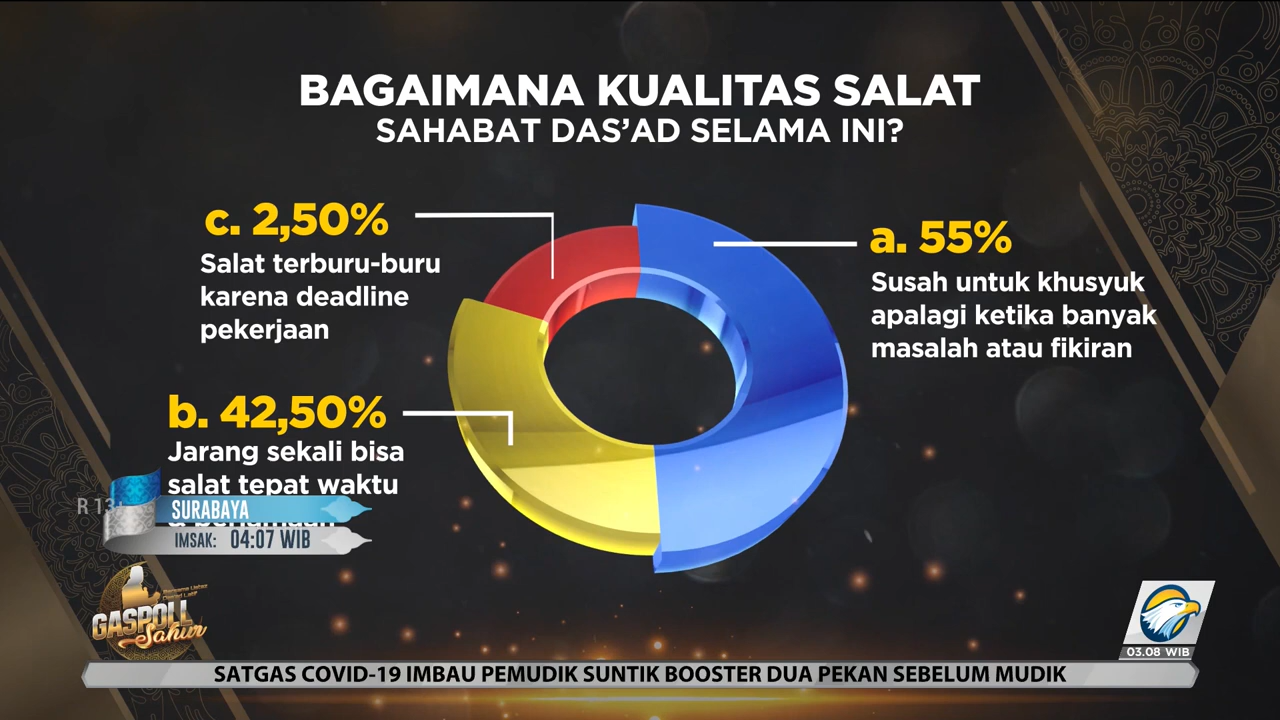 BAGAIMANA KUALITAS SALAT
SAHABAT DAS'AD SELAMA INI?
c. 2,50%
Salat terburu-buru
karena deadline
pekerjaan
a. 55%
Susah untuk khusyuk
apalagi ketika banyak
masalah atau fikiran
b. 42,50%
Jarang sekali bisa
salat tepat waktu
SURABAYA
IMSAK: 04:07 WIB
GASPOLL
Sahur
03.08 WIB
SATGAS COVID-19 IMBAU PEMUDIK SUNTIK BOOSTER DUA PEKAN SEBELUM MUDIK